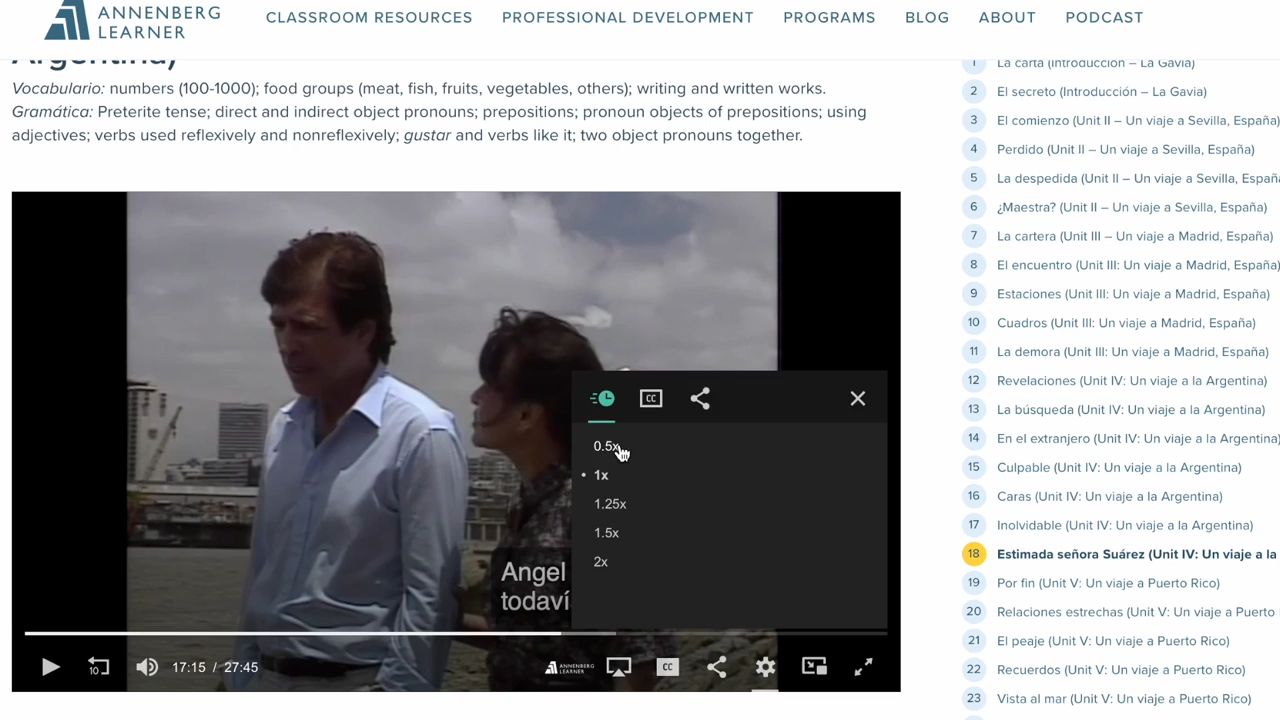 ANNENBERG
LEARNER
CLASSROOM RESOURCES
PROFESSIONAL DEVELOPMENT
PROGRAMS
BLOG
ABOUT
PODCAST
Argentina)
Vocabulario: numbers (100-1000); food groups (meat, fish, fruits, vegetables, others); writing and written works.
Gramática: Preterite tense; direct and indirect object pronouns; prepositions; pronoun objects of prepositions; using
adjectives; verbs used reflexively and nonreflexively; gustar and verbs like it; two object pronouns together.
CC
0.5x
1x
1.25x
1.5x
2x
Angel
todaví
10
17:15 / 27:45
ANNENBERG
LEARNER
CC
1 La carta (Introducción – La Gavia)
2 El secreto (Introducción – La Gavia)
3 El comienzo (Unit II – Un viaje a Sevilla, España)
4 Perdido (Unit II – Un viaje a Sevilla, España)
5 La despedida (Unit II – Un viaje a Sevilla, España
6 ¿Maestra? (Unit II – Un viaje a Sevilla, España)
7 La cartera (Unit III – Un viaje a Madrid, España)
8 El encuentro (Unit III: Un viaje a Madrid, España)
9 Estaciones (Unit III: Un viaje a Madrid, España)
10 Cuadros (Unit III: Un viaje a Madrid, España)
11 La demora (Unit III: Un viaje a Madrid, España)
12 Revelaciones (Unit IV: Un viaje a la Argentina)
13 La búsqueda (Unit IV: Un viaje a la Argentina)
14 En el extranjero (Unit IV: Un viaje a la Argentina)
15 Culpable (Unit IV: Un viaje a la Argentina)
16 Caras (Unit IV: Un viaje a la Argentina)
17 Inolvidable (Unit IV: Un viaje a la Argentina)
18 Estimada señora Suárez (Unit IV: Un viaje a la
19 Por fin (Unit V: Un viaje a Puerto Rico)
20 Relaciones estrechas (Unit V: Un viaje a Puerto
21 El peaje (Unit V: Un viaje a Puerto Rico)
22 Recuerdos (Unit V: Un viaje a Puerto Rico)
23 Vista al mar (Unit V: Un viaje a Puerto Rico)